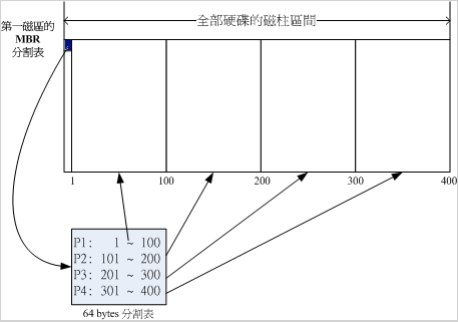 全部硬碟的磁柱區間
第一磁區的
MBR
分割表
1 100 200 300 400
P1: 1 ~ 100
P2: 101 ~ 200
P3: 201 ~ 300
P4: 301 ~ 400
64 bytes 分割表